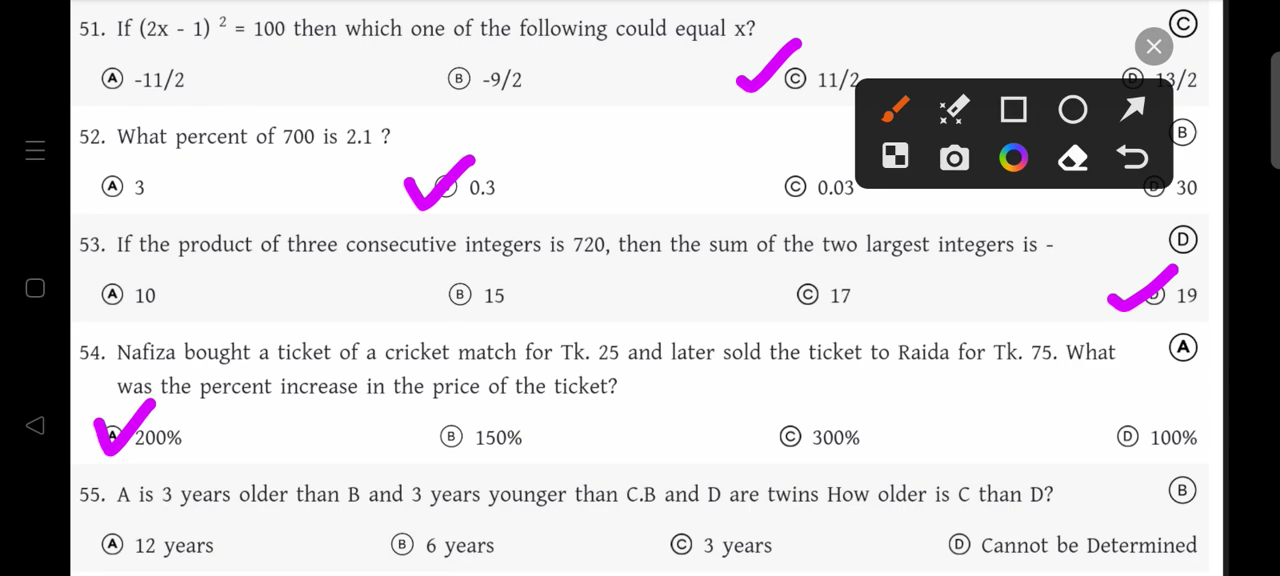 51. If (2x - 1) ² = 100 then which one of the following could equal x? Ⓒ
Ⓐ -11/2 Ⓑ -9/2 Ⓒ 11/2 Ⓓ 13/2
52. What percent of 700 is 2.1 ? Ⓑ
Ⓐ 3 0.3 Ⓒ 0.03 Ⓓ 30
53. If the product of three consecutive integers is 720, then the sum of the two largest integers is - Ⓓ
Ⓐ 10 Ⓑ 15 Ⓒ 17 Ⓓ 19
54. Nafiza bought a ticket of a cricket match for Tk. 25 and later sold the ticket to Raida for Tk. 75. What Ⓐ
was the percent increase in the price of the ticket?
Ⓐ 200% Ⓑ 150% Ⓒ 300% Ⓓ 100%
55. A is 3 years older than B and 3 years younger than C.B and D are twins How older is C than D? Ⓑ
Ⓐ 12 years Ⓑ 6 years Ⓒ 3 years Ⓓ Cannot be Determined